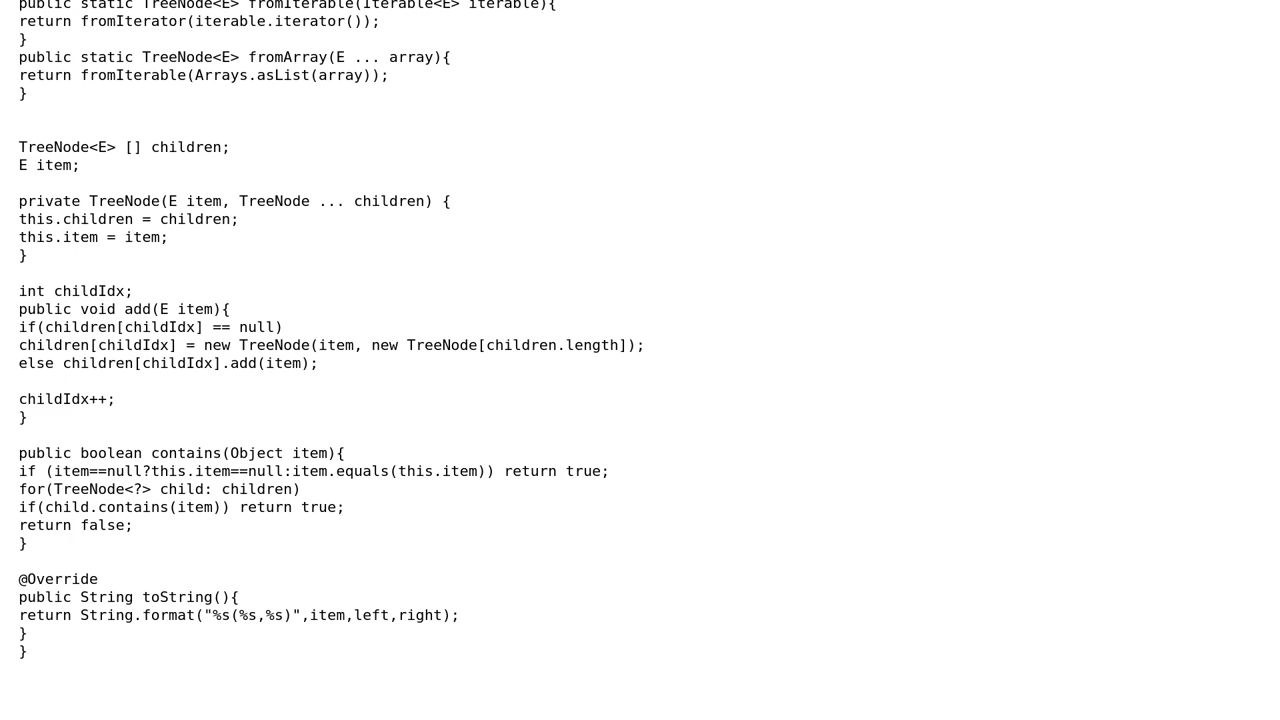 public static TreeNode<E> fromIterable(Iterable<E> iterable){
return fromIterator(iterable.iterator());
}
public static TreeNode<E> fromArray(E ... array){
return fromIterable(Arrays.asList(array));
}
TreeNode<E> [] children;
E item;
private TreeNode(E item, TreeNode ... children) {
this.children = children;
this.item = item;
}
int childIdx;
public void add(E item){
if(children[childIdx] == null)
children[childIdx] = new TreeNode(item, new TreeNode[children.length]);
else children[childIdx].add(item);
childIdx++;
}
public boolean contains(Object item){
if (item==null?this.item==null:item.equals(this.item)) return true;
for(TreeNode<?> child: children)
if(child.contains(item)) return true;
return false;
}
@Override
public String toString(){
return String.format("%s(%s,%s)",item,left,right);
}
}